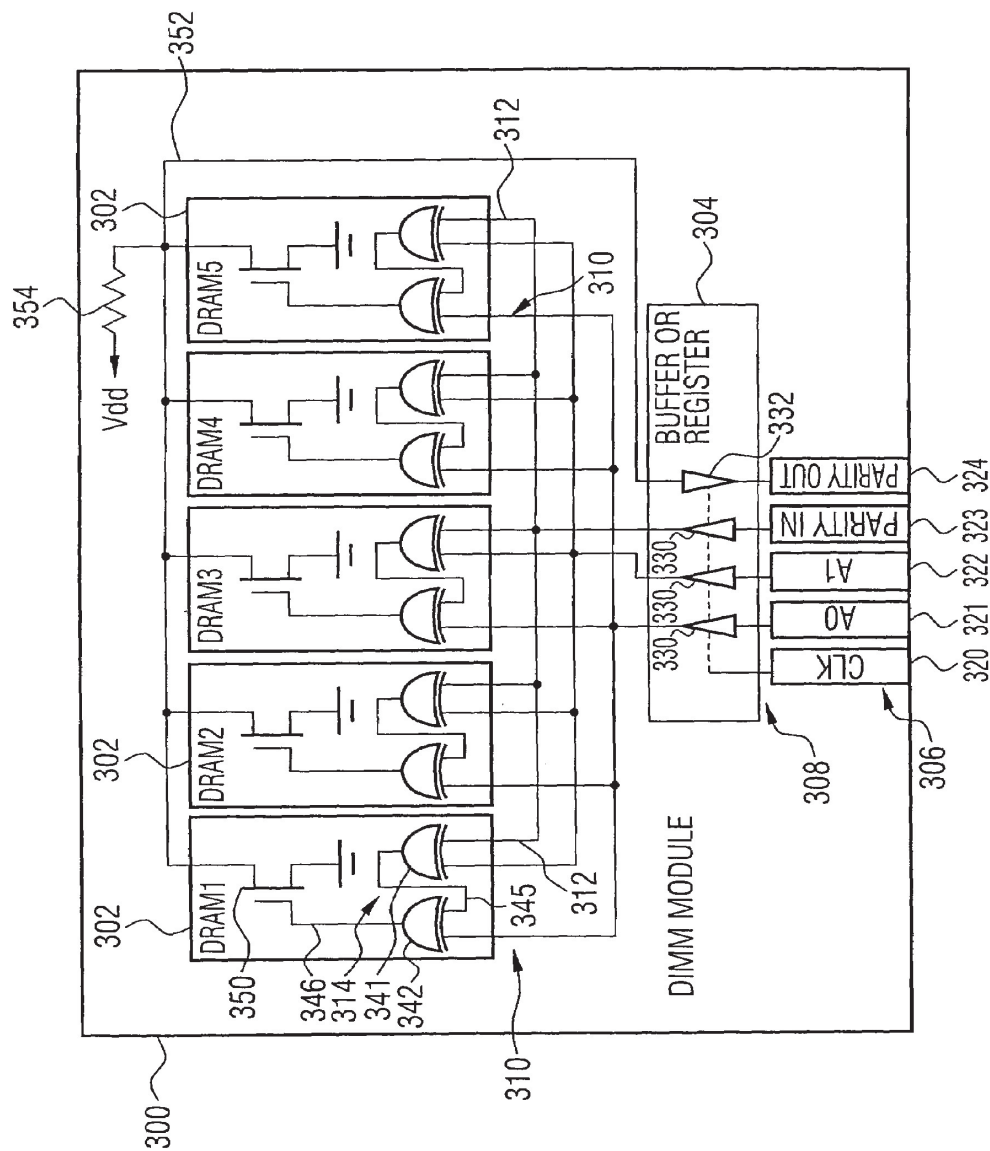 300
DIMM MODULE
302
302
302
DRAM1
DRAM2
DRAM3
DRAM4
DRAM5
Vdd
354
352
350
346
314
341
342
345
312
312
310
310
BUFFER OR
REGISTER
304
332
330
330
330
308
306
CLK
A0
A1
PARITY IN
PARITY OUT
320
321
322
323
324